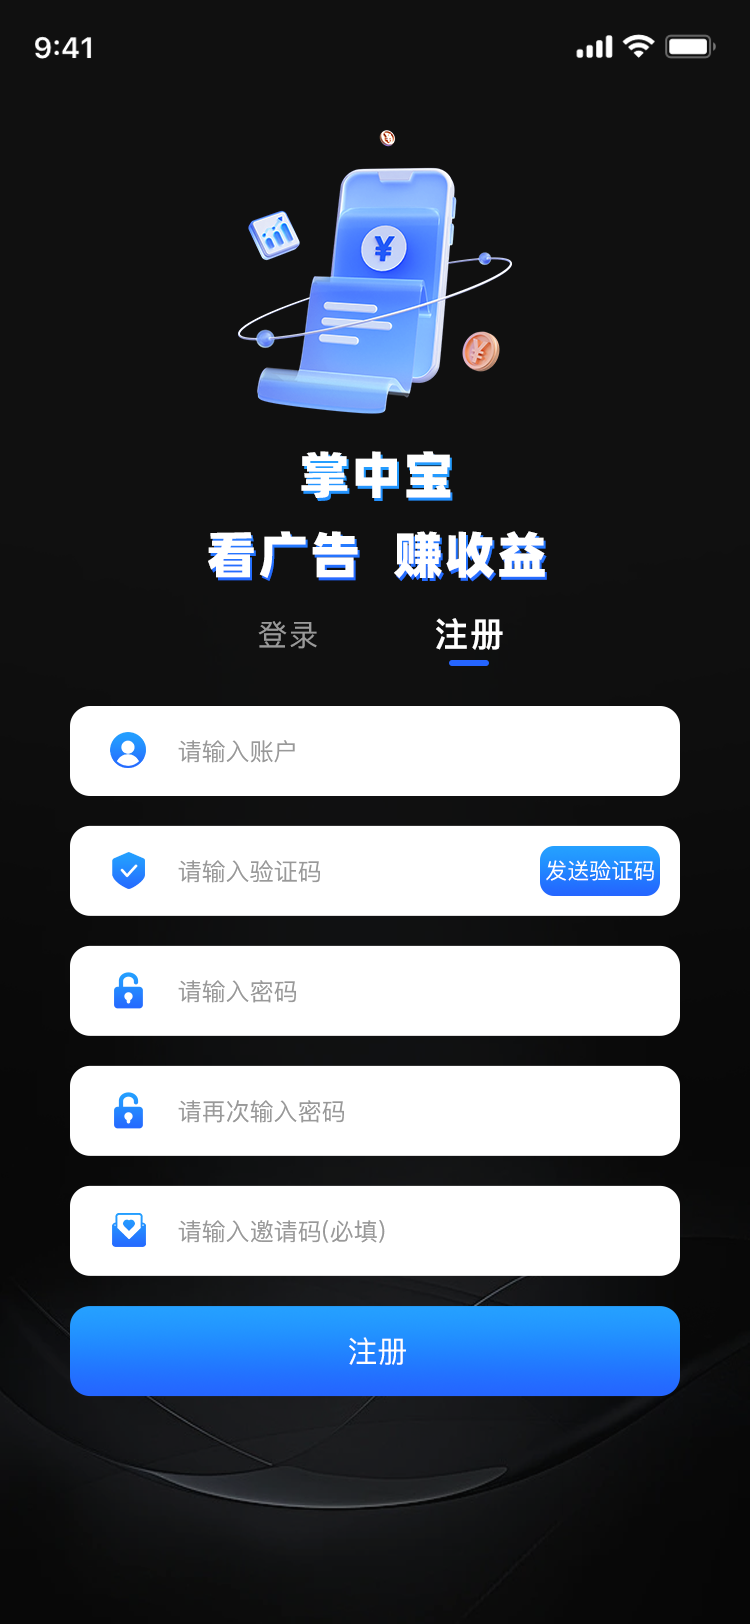 9:41
¥
¥
掌中宝
看广告 赚收益
登录 注册
请输入账户
请输入验证码 发送验证码
请输入密码
请再次输入密码
请输入邀请码(必填)
注册